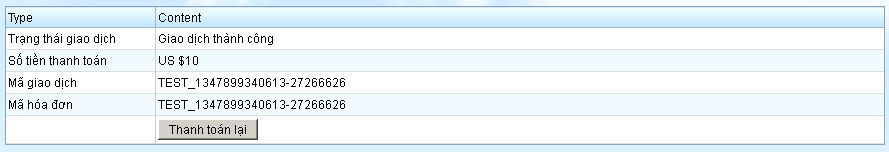 Type Content
Trạng thái giao dịch Giao dịch thành công
Số tiền thanh toán US $10
Mã giao dịch TEST_1347899340613-27266626
Mã hóa đơn TEST_1347899340613-27266626
Thanh toán lại